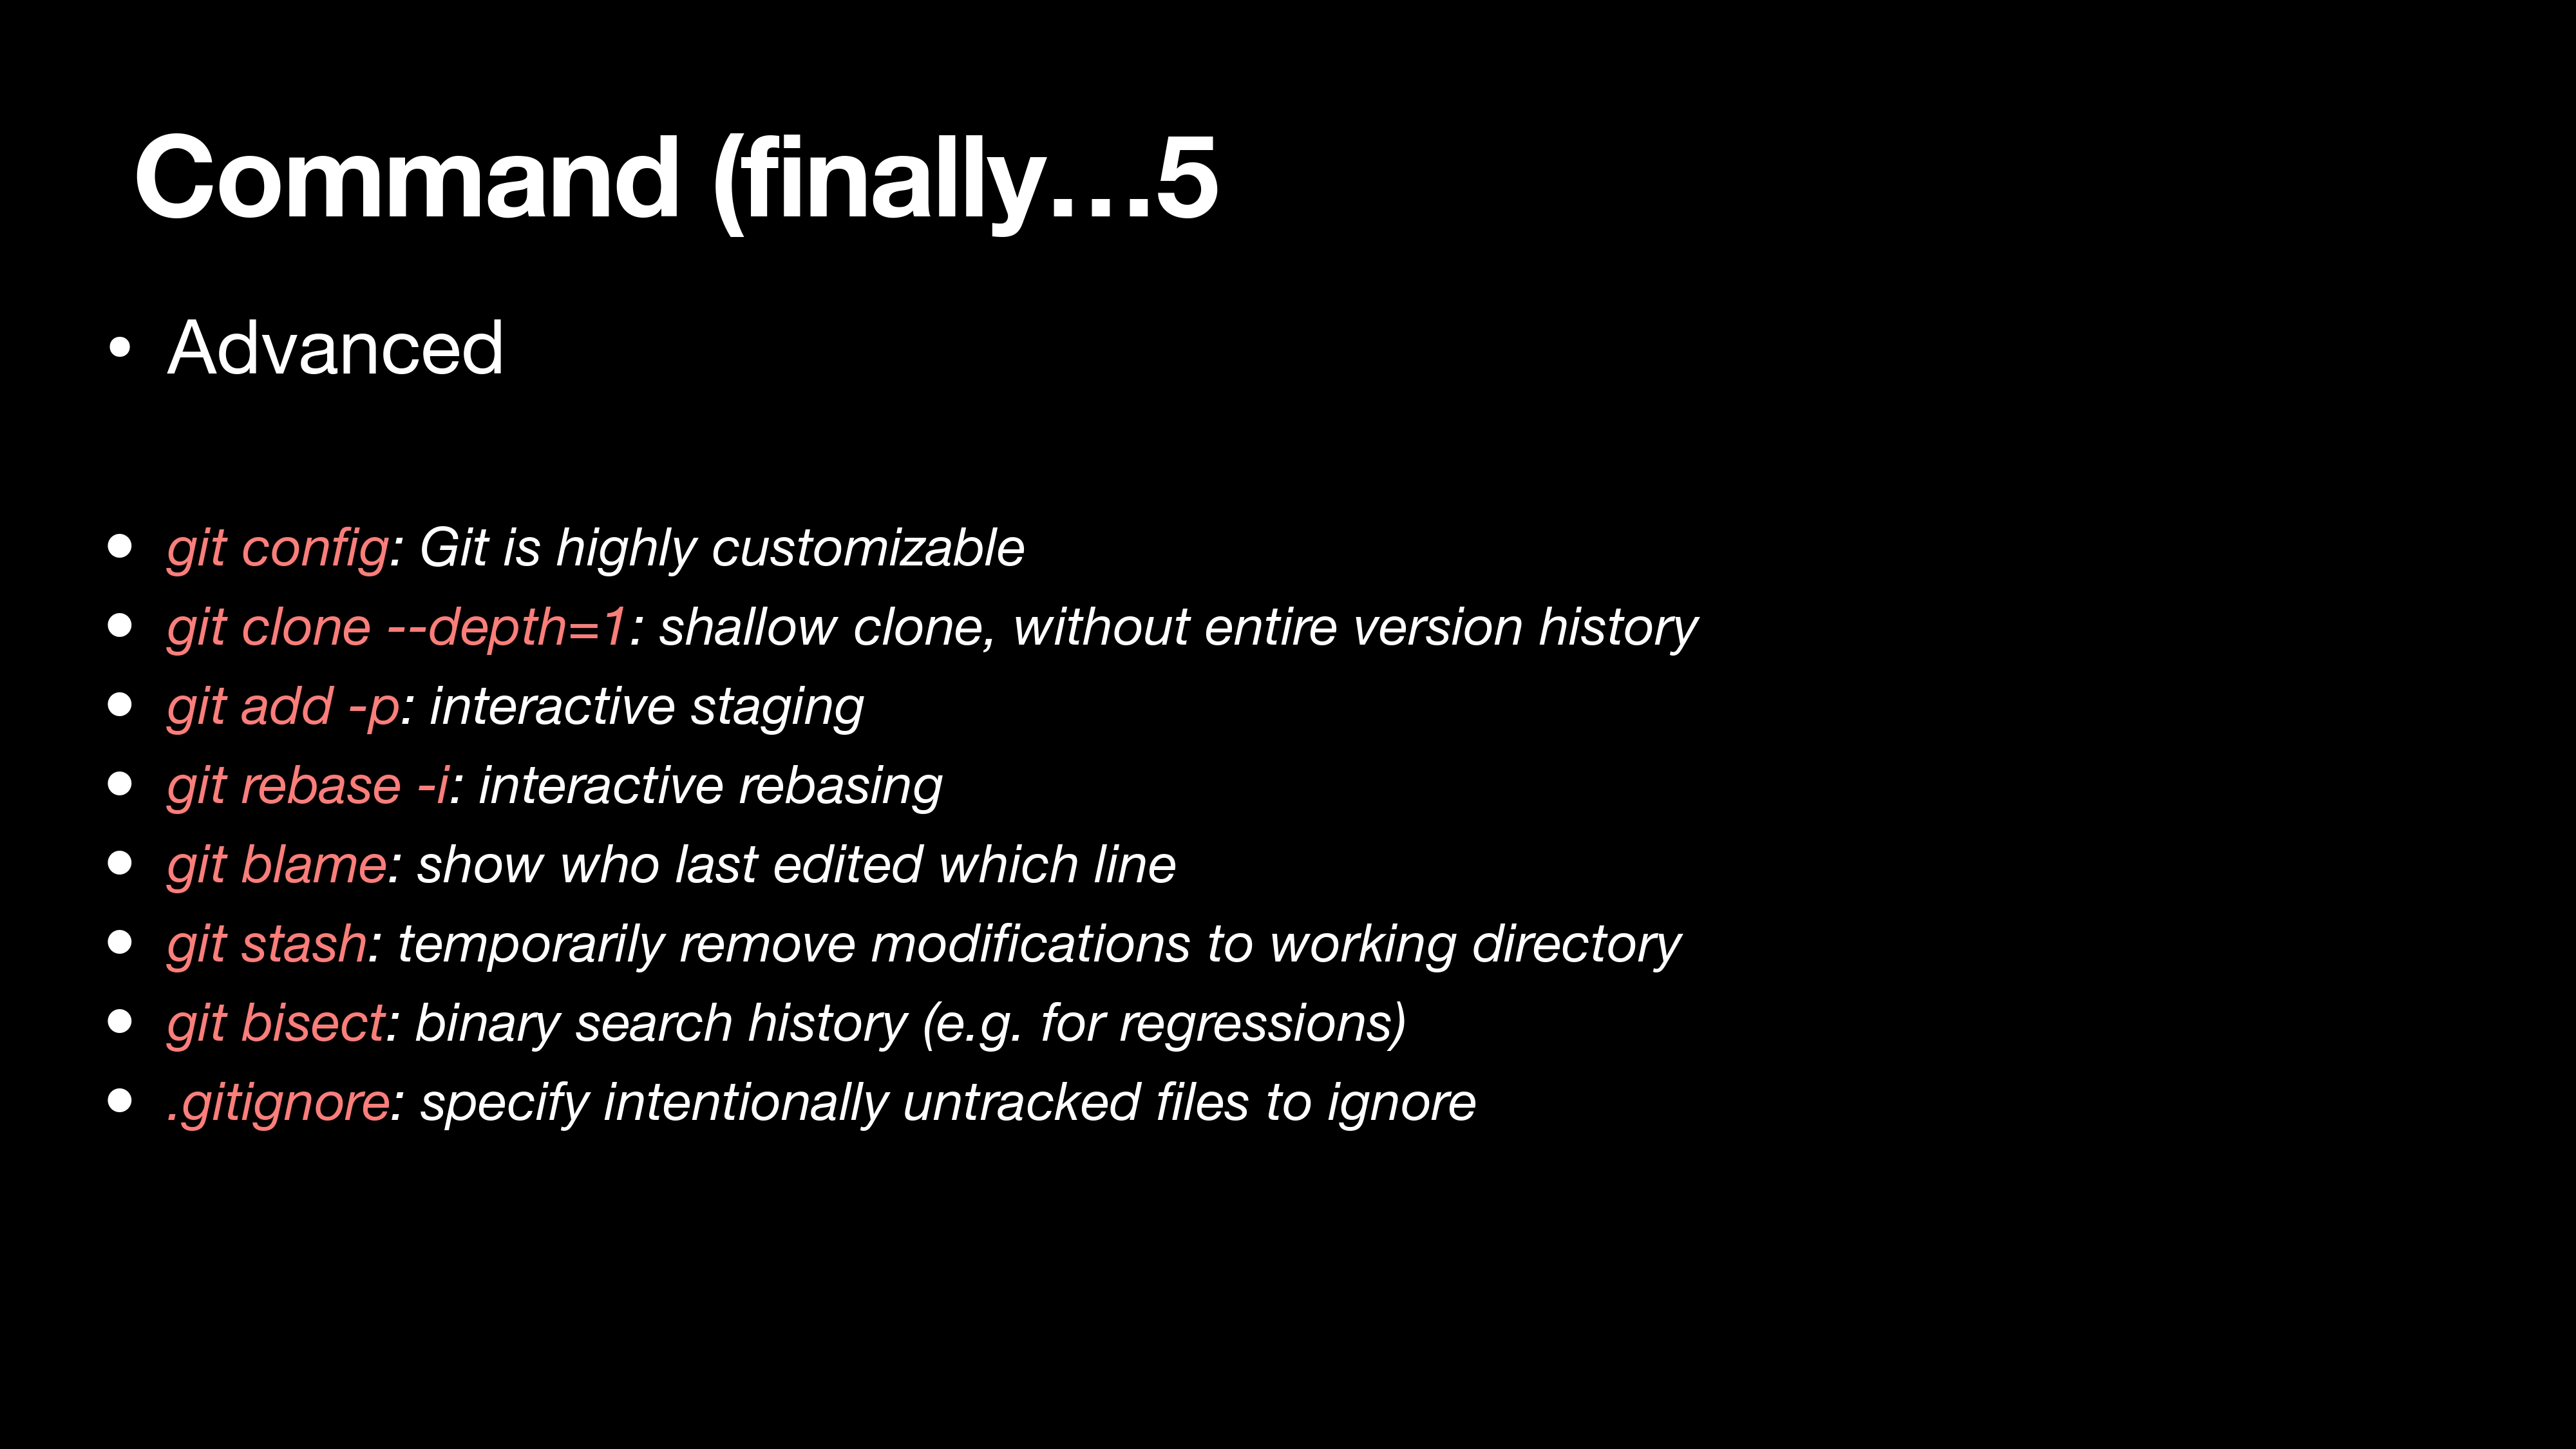 Command (finally…5
• Advanced
• git config: Git is highly customizable
• git clone --depth=1: shallow clone, without entire version history
• git add -p: interactive staging
• git rebase -i: interactive rebasing
• git blame: show who last edited which line
• git stash: temporarily remove modifications to working directory
• git bisect: binary search history (e.g. for regressions)
• .gitignore: specify intentionally untracked files to ignore